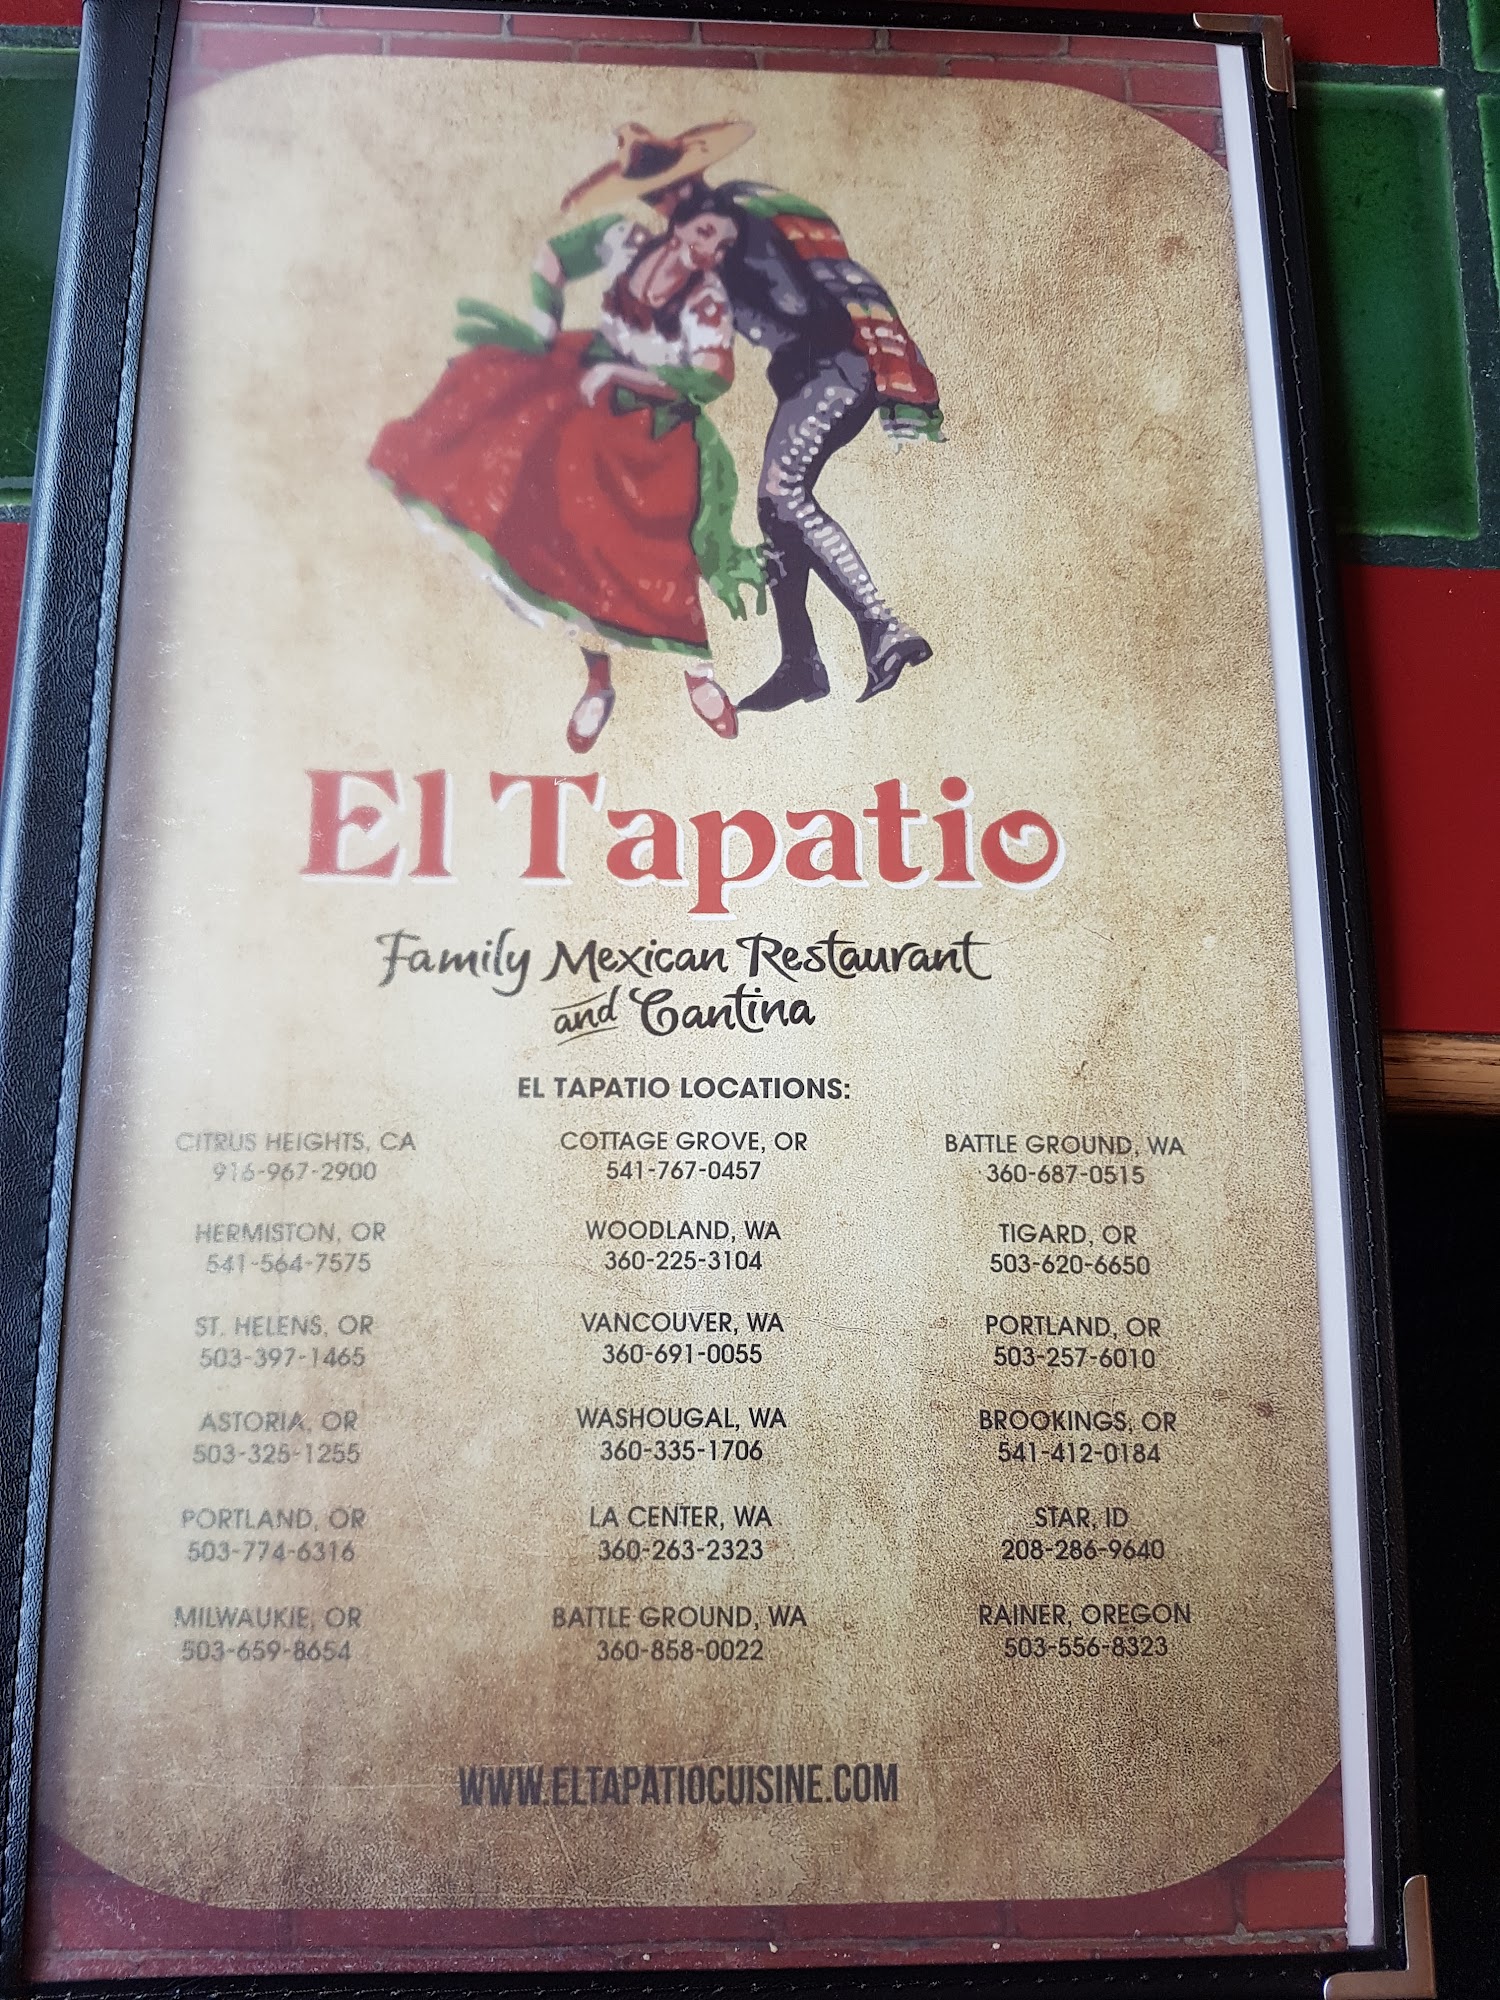 El Tapatio
Family Mexican Restaurant
and Cantina
EL TAPATIO LOCATIONS:
CITRUS HEIGHTS, CA
916-967-2900
HERMISTON, OR
541-564-7575
ST. HELENS, OR
503-397-1465
ASTORIA, OR
503-325-1255
PORTLAND, OR
503-774-6316
MILWAUKIE, OR
503-659-8654
COTTAGE GROVE, OR
541-767-0457
WOODLAND, WA
360-225-3104
VANCOUVER, WA
360-691-0055
WASHOUGAL, WA
360-335-1706
LA CENTER, WA
360-263-2323
BATTLE GROUND, WA
360-858-0022
BATTLE GROUND, WA
360-687-0515
TIGARD, OR
503-620-6650
PORTLAND, OR
503-257-6010
BROOKINGS, OR
541-412-0184
STAR, ID
208-286-9640
RAINER, OREGON
503-556-8323
WWW.ELTAPATIOCUISINE.COM